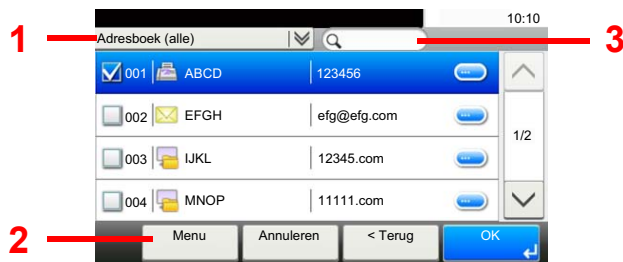 10:10
1 Adresboek (alle) 3
001 ABCD 123456
002 EFGH efg@efg.com
1/2
003 IJKL 12345.com
004 MNOP 11111.com
2 Menu Annuleren < Terug OK